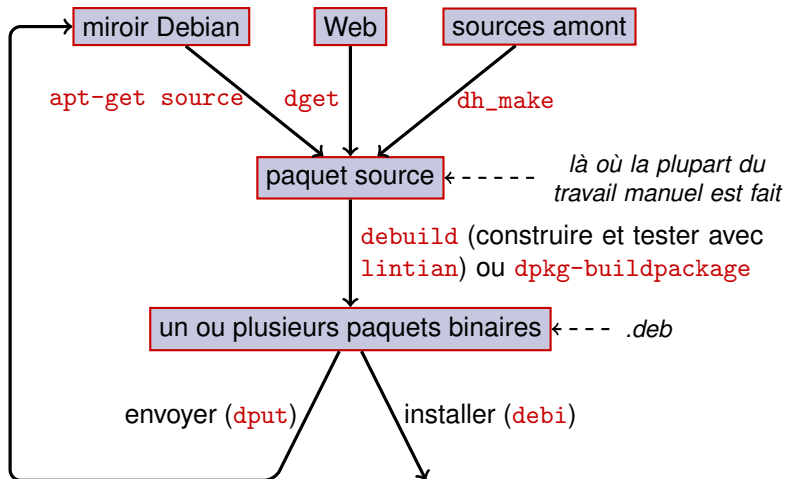 miroir Debian
Web
sources amont
apt-get source
dget
dh_make
paquet source
là où la plupart du
travail manuel est fait
debuild (construire et tester avec
lintian) ou dpkg-buildpackage
un ou plusieurs paquets binaires
.deb
envoyer (dput)
installer (debi)